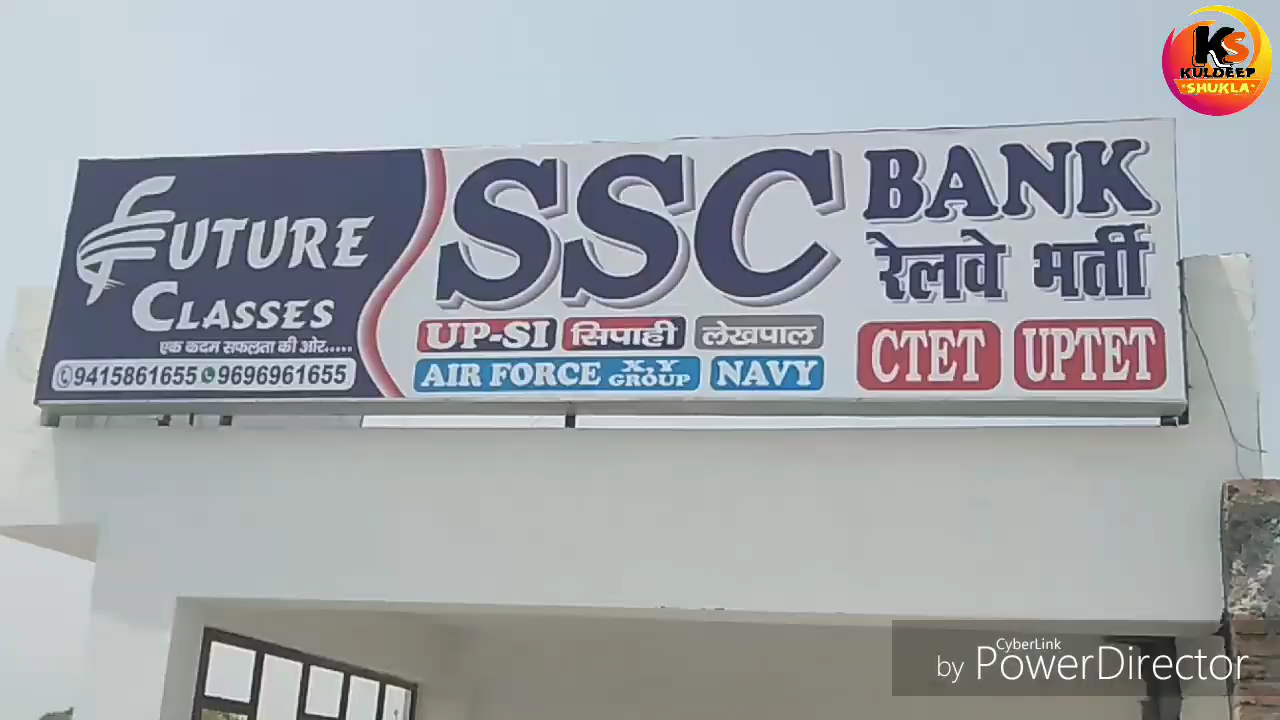 KS
KULDEEP
*SHUKLA*
FUTURE
CLASSES
एक कदम सफलता की ओर.....
9415861655 9696961655
SSC
BANK
रेलवे भर्ती
UP-SI सिपाही लेखपाल
AIR FORCE X,Y GROUP NAVY
CTET UPTET
CyberLink
by PowerDirector